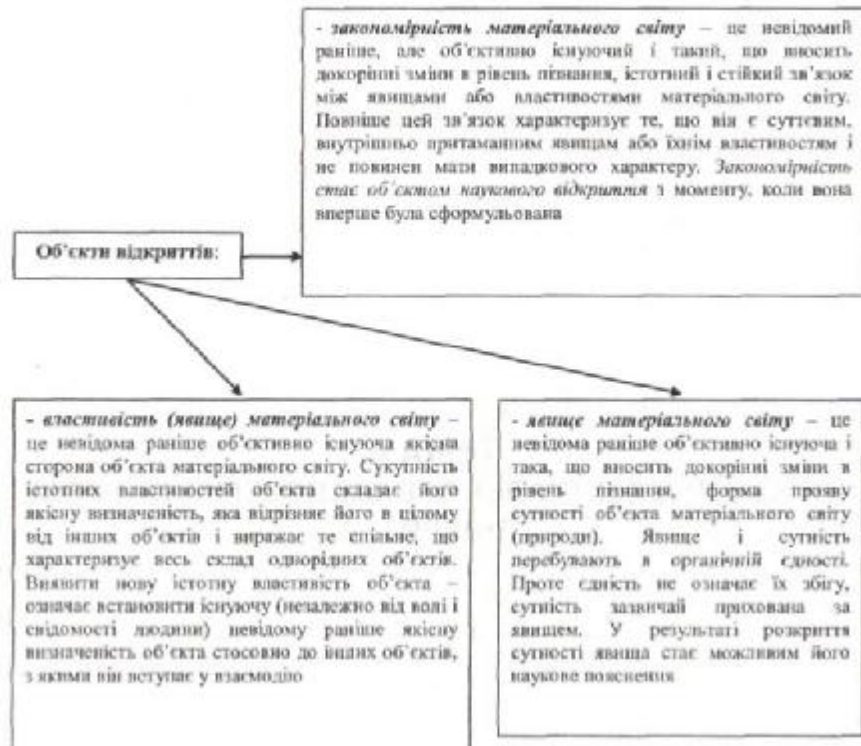 - закономірність матеріального світу – це невідомий
раніше, але об’єктивно існуючий і такий, що вносить
докорінні зміни в рівень пізнання, істотний і стійкий зв’язок
між явищами або властивостями матеріального світу.
Повніше цей зв’язок характеризує те, що він є суттєвим,
внутрішньо притаманним явищам або їхнім властивостям і
не повинен мати випадкового характеру. Закономірність
стає об’єктом наукового відкриття з моменту, коли вона
вперше була сформульована
Об’єкти відкриттів:
- властивість (явище) матеріального світу –
це невідома раніше об’єктивно існуюча якісна
сторона об’єкта матеріального світу. Сукупність
істотних властивостей об’єкта складає його
якісну визначеність, яка відрізняє його в цілому
від інших об’єктів і виражає те спільне, що
характеризує весь склад однорідних об’єктів.
Виявити нову істотну властивість об’єкта –
означає встановити існуючу (незалежно від волі і
свідомості людини) невідому раніше якісну
визначеність об’єкта стосовно до інших об’єктів,
з якими він вступає у взаємодію
- явище матеріального світу – це
невідома раніше об’єктивно існуюча і
така, що вносить докорінні зміни в
рівень пізнання, форма прояву
сутності об’єкта матеріального світу
(природи). Явище і сутність
перебувають в органічній єдності.
Проте єдність не означає їх збігу,
сутність зазвичай прихована за
явищем. У результаті розкриття
сутності явища стає можливим його
наукове пояснення